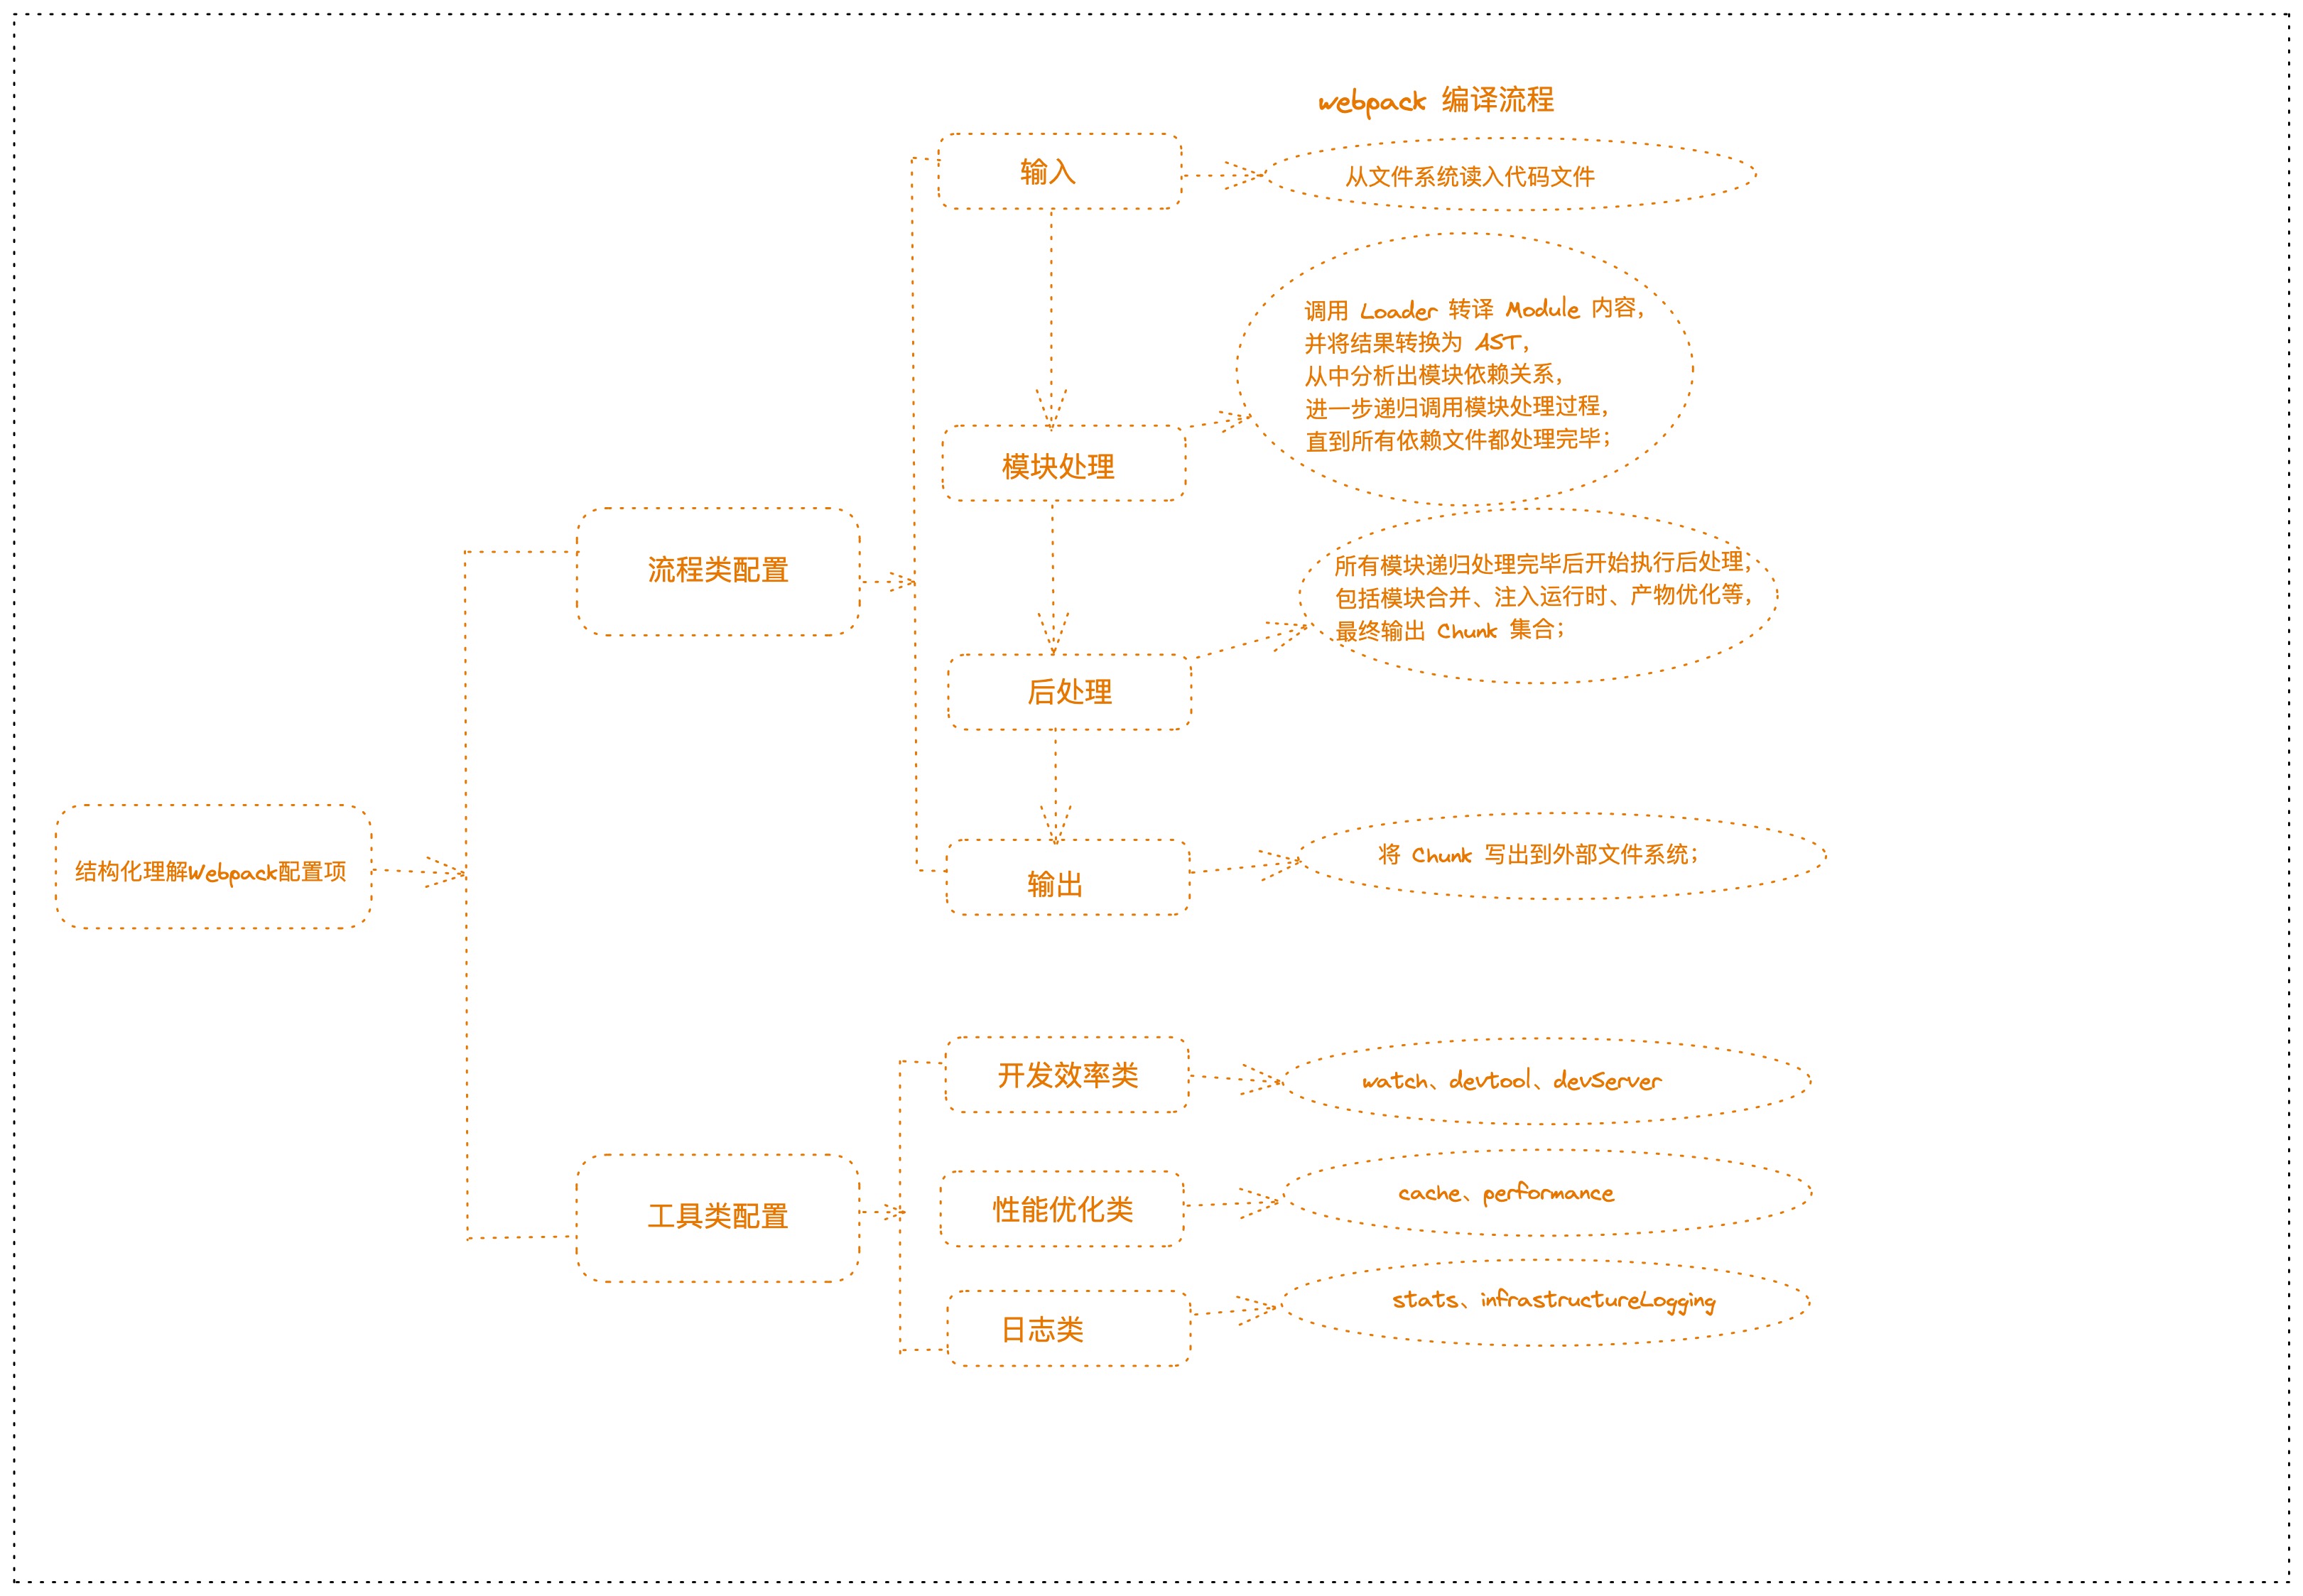 webpack 编译流程
输入
从文件系统读入代码文件
调用 Loader 转译 Module 内容，
并将结果转换为 AST，
从中分析出模块依赖关系，
进一步递归调用模块处理过程，
直到所有依赖文件都处理完毕；
模块处理
流程类配置
所有模块递归处理完毕后开始执行后处理，
包括模块合并、注入运行时、产物优化等，
最终输出 Chunk 集合；
后处理
结构化理解Webpack配置项
将 Chunk 写出到外部文件系统；
输出
开发效率类
watch、devtool、devServer
工具类配置
性能优化类
cache、performance
日志类
stats、infrastructureLogging